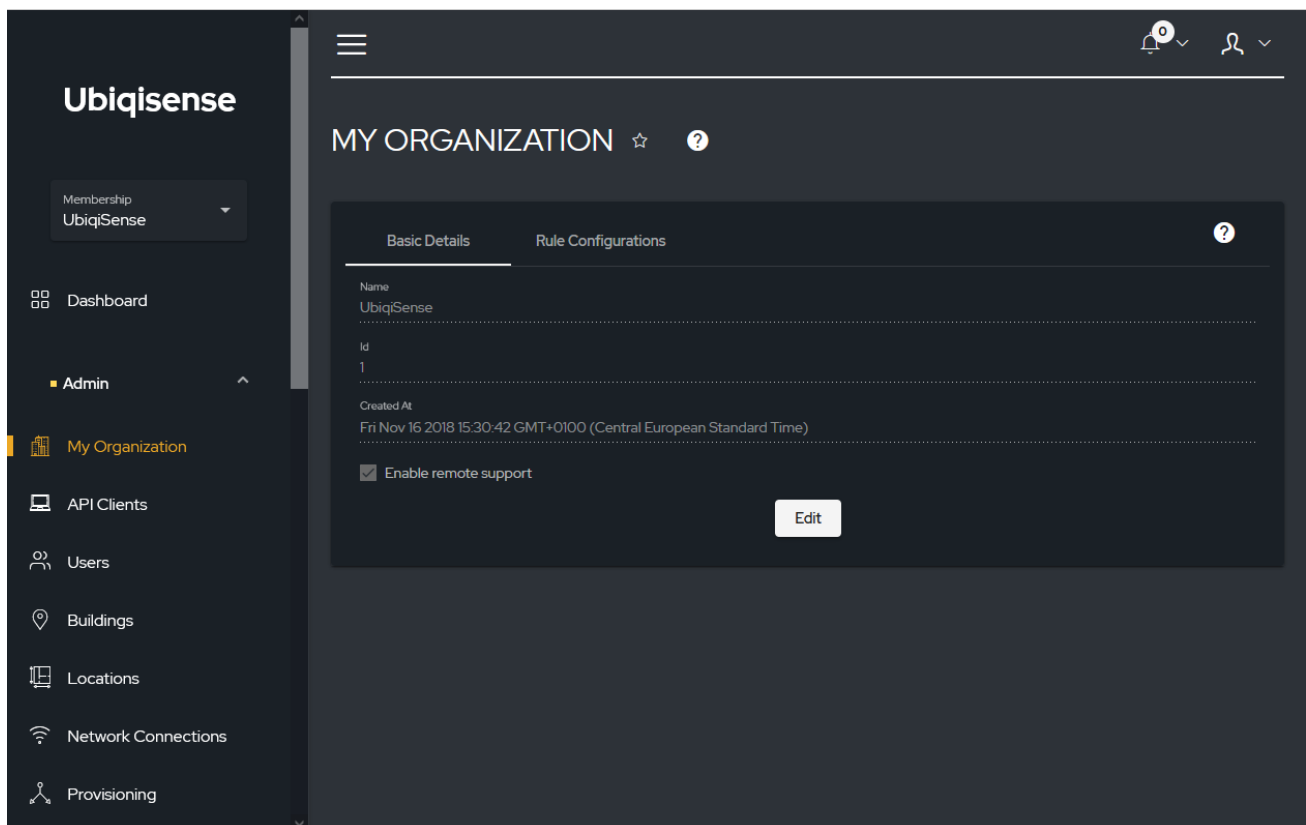 Ubiqisense
Membership
UbiqiSense
Dashboard
Admin
My Organization
API Clients
Users
Buildings
Locations
Network Connections
Provisioning
0
MY ORGANIZATION
?
Basic Details Rule Configurations
?
Name
UbiqiSense
Id
1
Created At
Fri Nov 16 2018 15:30:42 GMT+0100 (Central European Standard Time)
Enable remote support
Edit